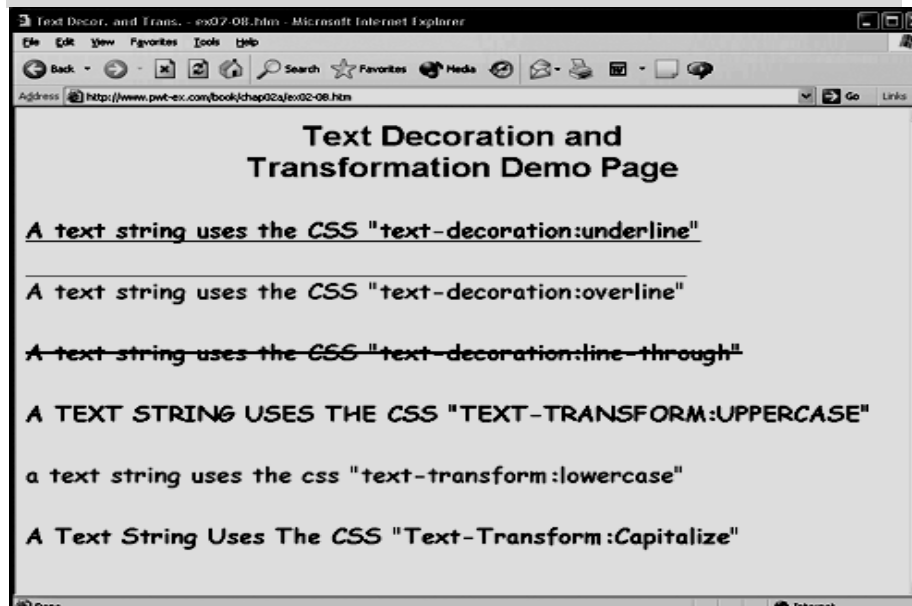 Text Decor. and Trans. - ex07-08.htm - Microsoft Internet Explorer
File Edit View Favorites Tools Help
Back Search Favorites Media
Address http://www.pwt-ex.com/book/chap02a/ex02-08.htm Go Links
Text Decoration and
Transformation Demo Page
A text string uses the CSS "text-decoration:underline"
A text string uses the CSS "text-decoration:overline"
A text string uses the CSS "text-decoration:line-through"
A TEXT STRING USES THE CSS "TEXT-TRANSFORM:UPPERCASE"
a text string uses the css "text-transform:lowercase"
A Text String Uses The CSS "Text-Transform:Capitalize"
Done Internet